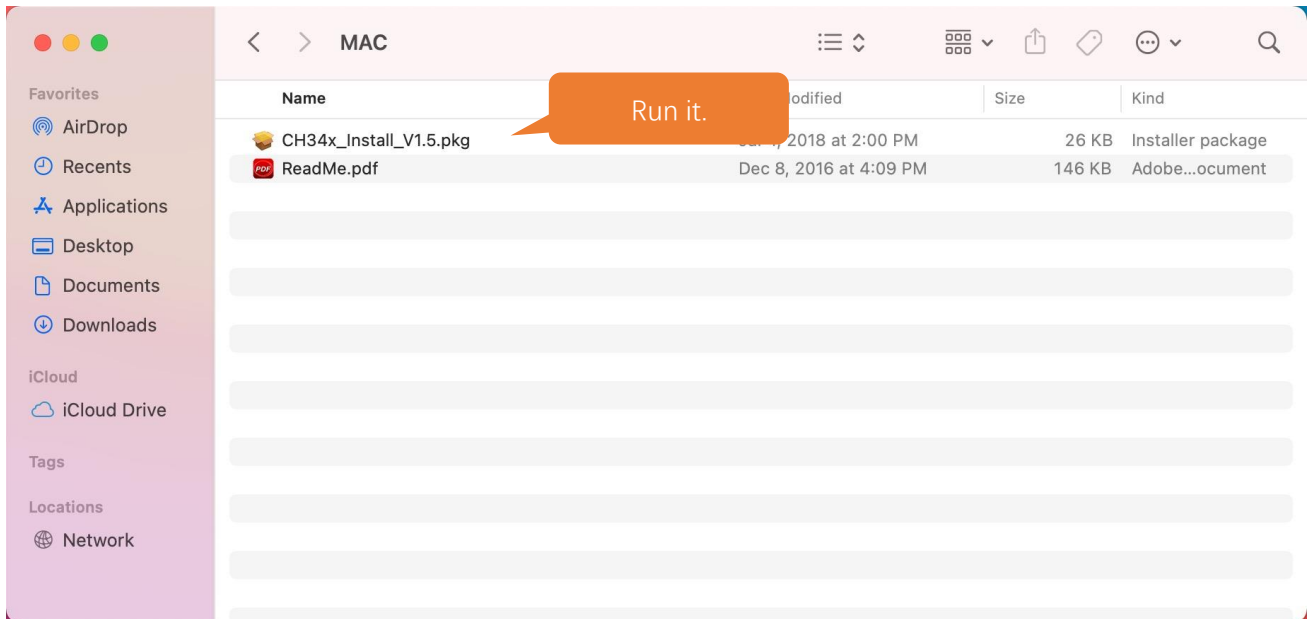 MAC
Favorites
AirDrop
Recents
Applications
Desktop
Documents
Downloads
iCloud
iCloud Drive
Tags
Locations
Network
Name odified Size Kind
Run it.
CH34x_Install_V1.5.pkg 2018 at 2:00 PM 26 KB Installer package
ReadMe.pdf Dec 8, 2016 at 4:09 PM 146 KB Adobe...ocument
PDF